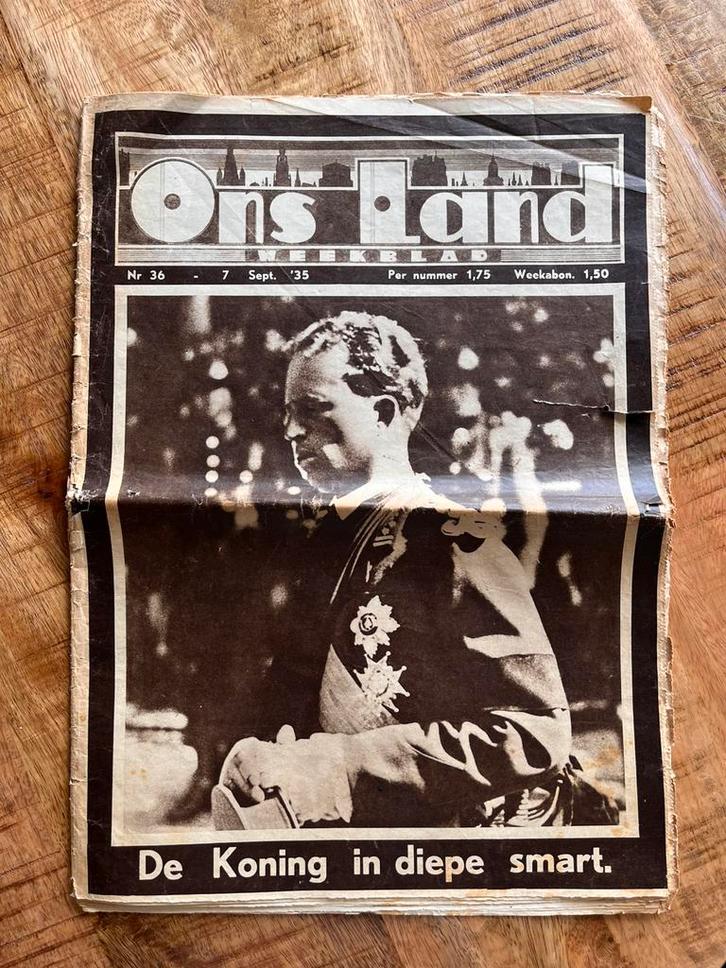 Ons Land
WEEKBLAD
Nr 36 - 7 Sept. '35 Per nummer 1,75 Weekabon. 1,50
De Koning in diepe smart.